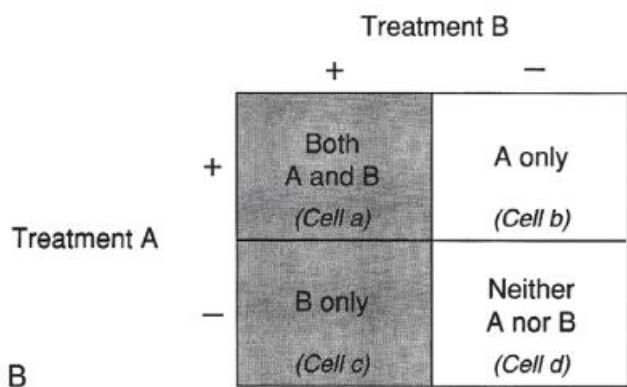 Treatment B
+ −
Both
A and B
(Cell a)
A only
(Cell b)
+
Treatment A
B only
(Cell c)
Neither
A nor B
(Cell d)
−
B